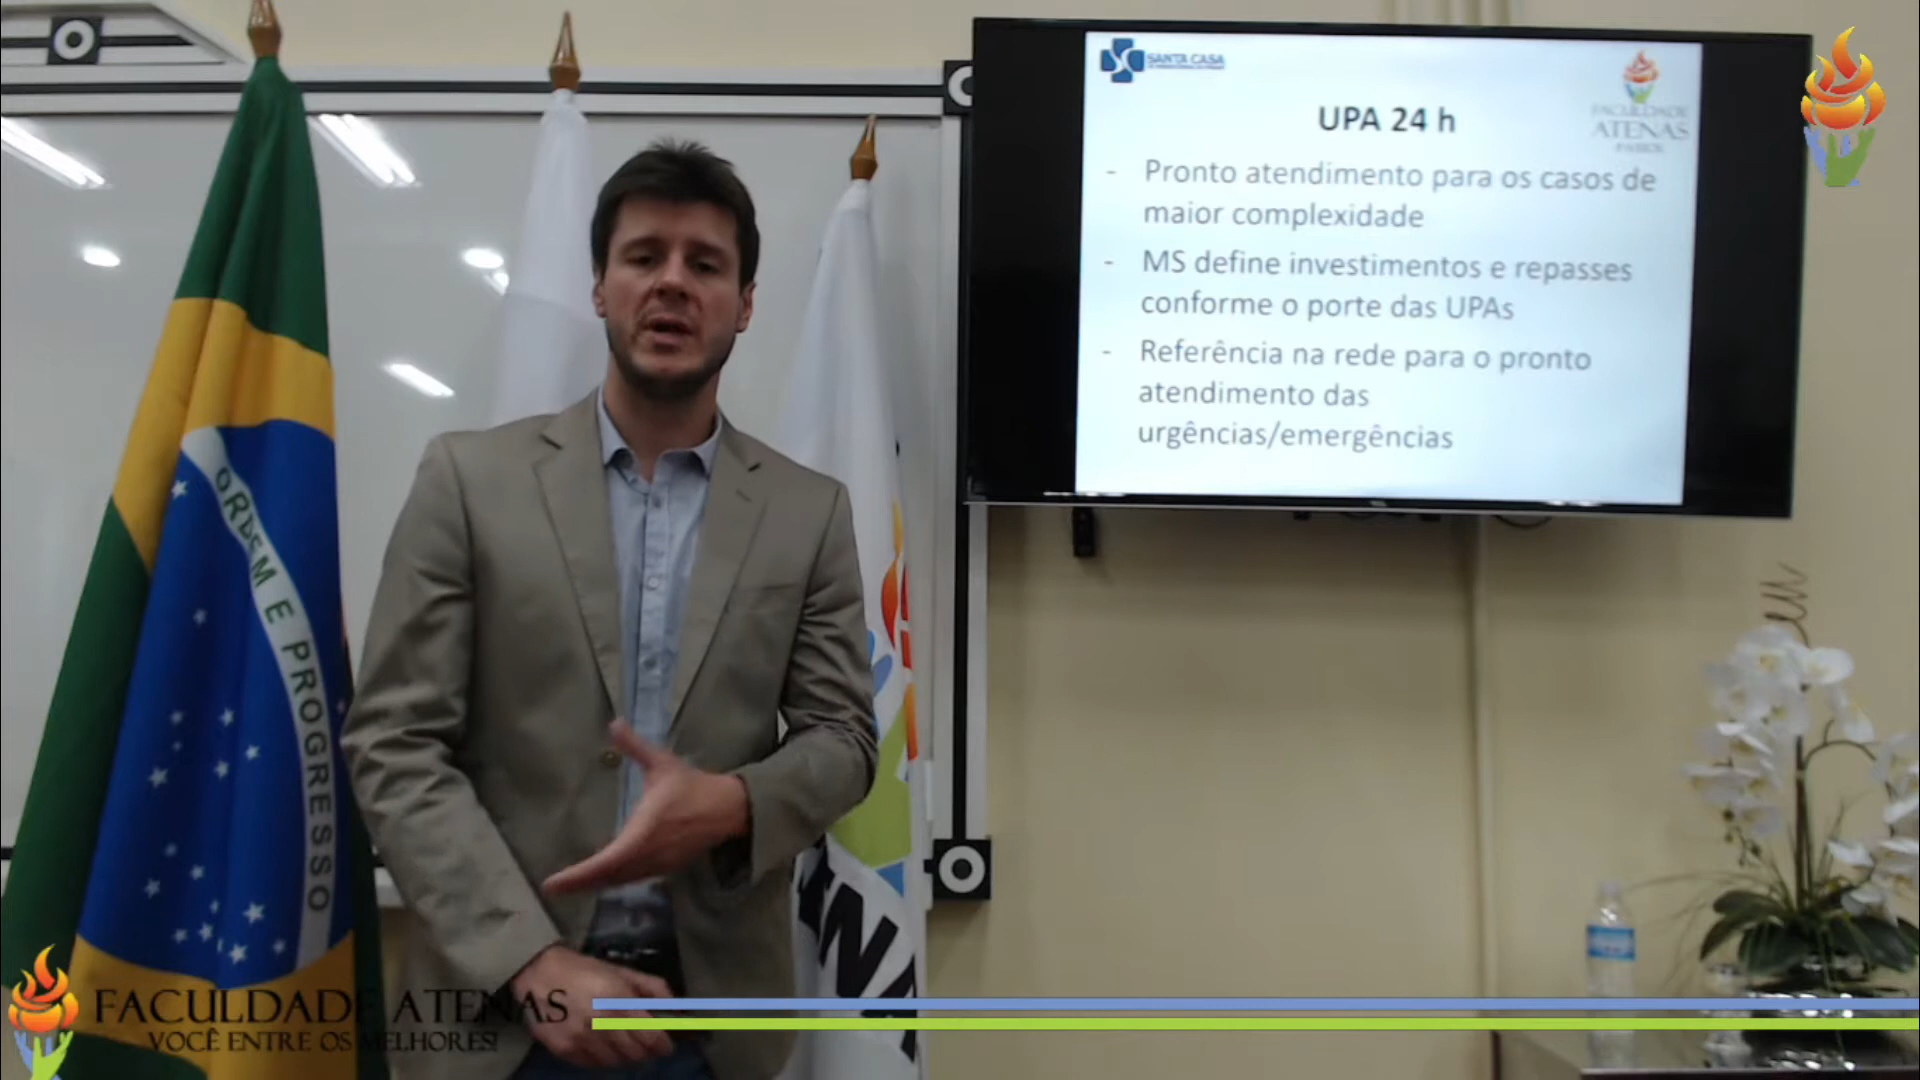 SANTA CASA
FACULDADE
ATENAS
PASSOS
UPA 24 h
- Pronto atendimento para os casos de
maior complexidade
- MS define investimentos e repasses
conforme o porte das UPAs
- Referência na rede para o pronto
atendimento das
urgências/emergências
ORDEM E PROGRESSO
FACULDADE ATENAS
VOCÊ ENTRE OS MELHORES!